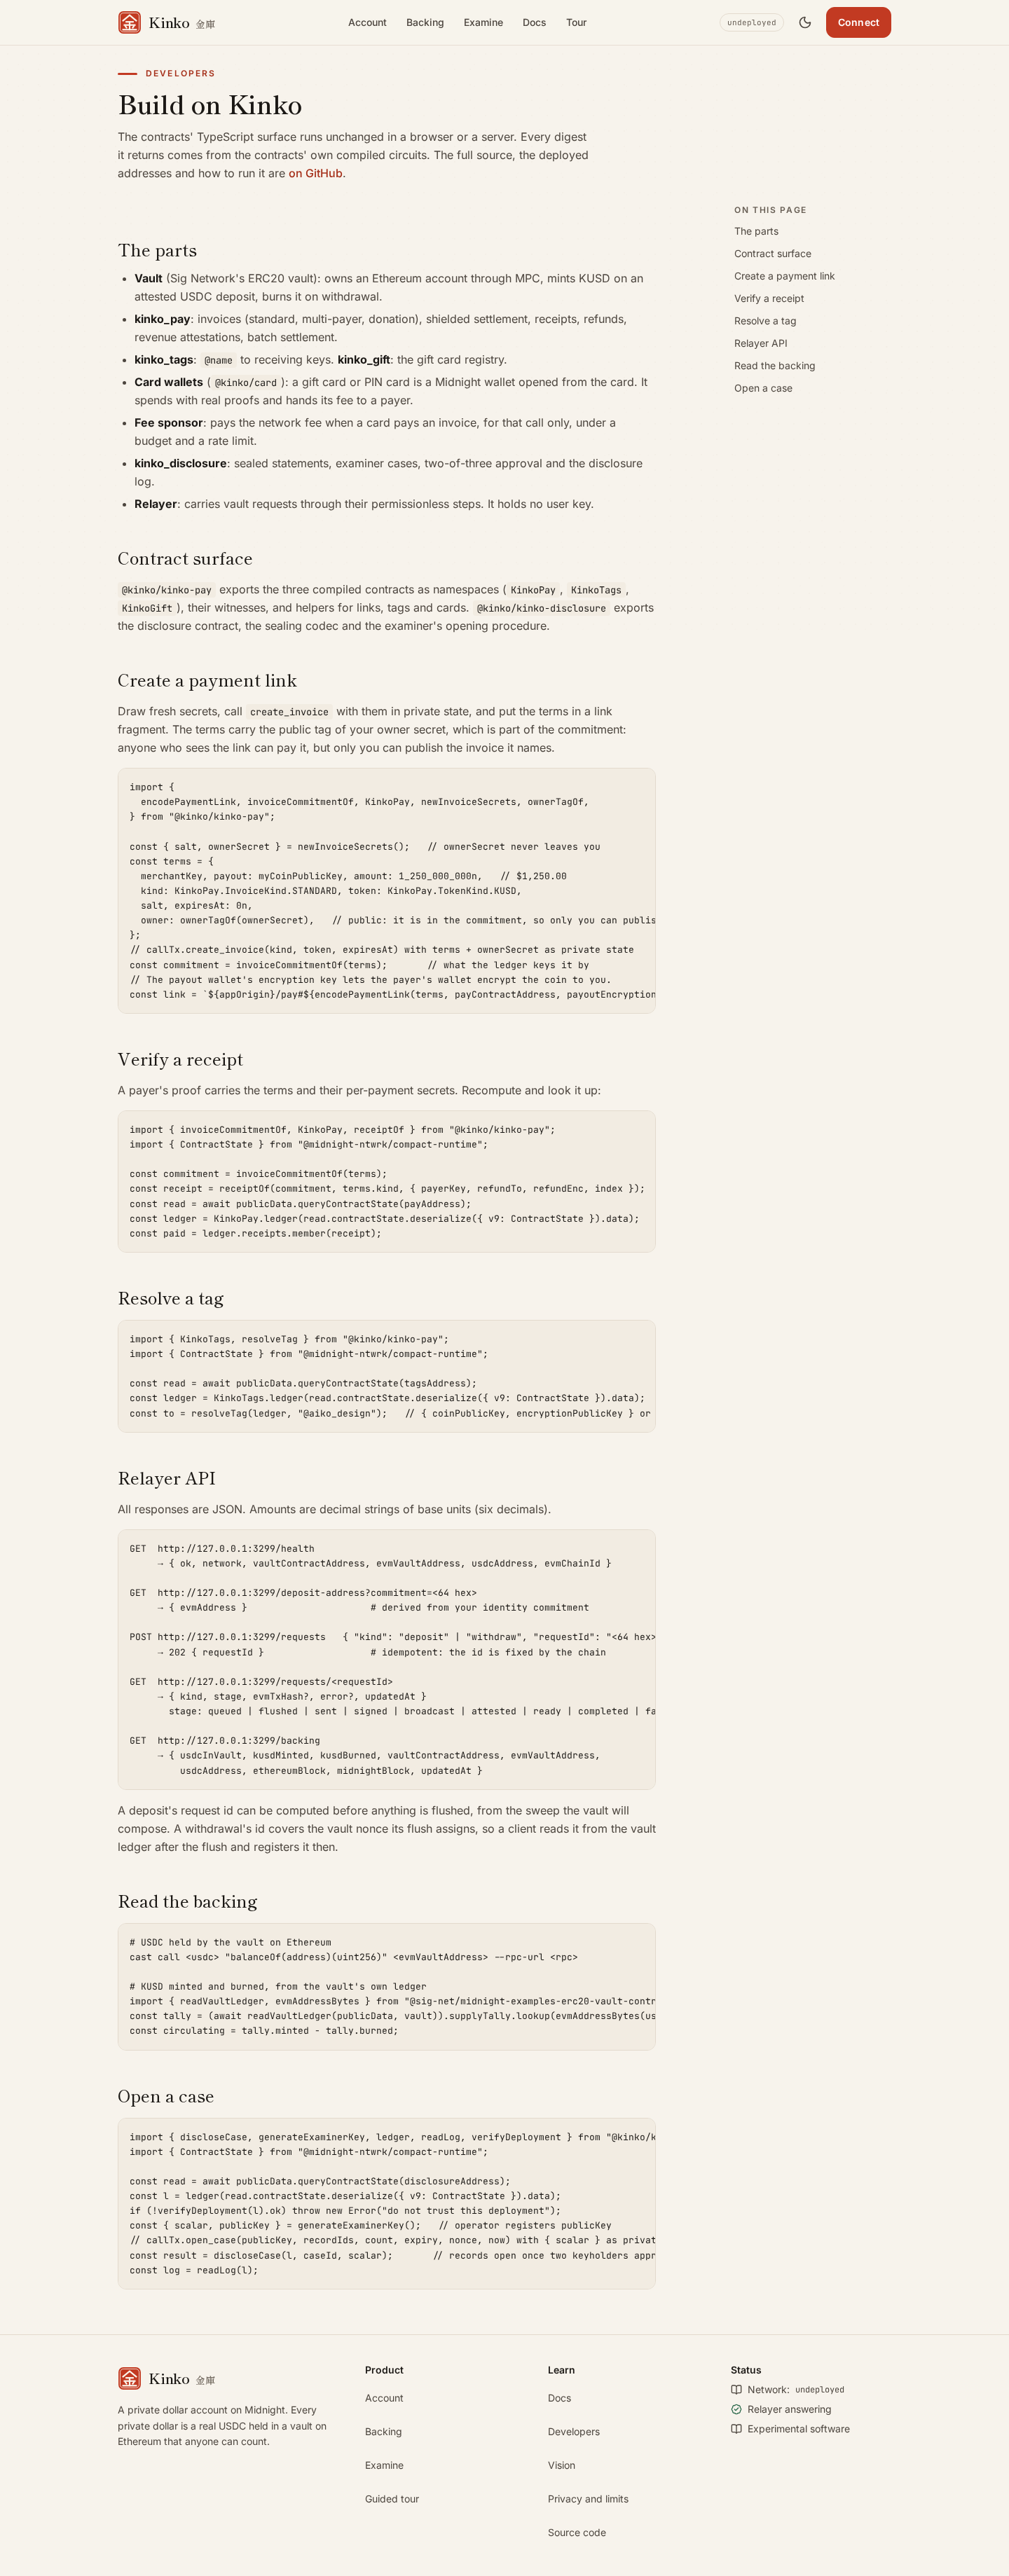 Kinko 金庫
Account Backing Examine Docs Tour
undeployed
Connect
DEVELOPERS
Build on Kinko
The contracts' TypeScript surface runs unchanged in a browser or a server. Every digest
it returns comes from the contracts' own compiled circuits. The full source, the deployed
addresses and how to run it are on GitHub.
ON THIS PAGE
The parts
Contract surface
Create a payment link
Verify a receipt
Resolve a tag
Relayer API
Read the backing
Open a case
The parts
• Vault (Sig Network's ERC20 vault): owns an Ethereum account through MPC, mints KUSD on an
attested USDC deposit, burns it on withdrawal.
• kinko_pay: invoices (standard, multi-payer, donation), shielded settlement, receipts, refunds,
revenue attestations, batch settlement.
• kinko_tags: @name to receiving keys. kinko_gift: the gift card registry.
• Card wallets ( @kinko/card ): a gift card or PIN card is a Midnight wallet opened from the card. It
spends with real proofs and hands its fee to a payer.
• Fee sponsor: pays the network fee when a card pays an invoice, for that call only, under a
budget and a rate limit.
• kinko_disclosure: sealed statements, examiner cases, two-of-three approval and the disclosure
log.
• Relayer: carries vault requests through their permissionless steps. It holds no user key.
Contract surface
@kinko/kinko-pay exports the three compiled contracts as namespaces ( KinkoPay , KinkoTags ,
KinkoGift ), their witnesses, and helpers for links, tags and cards. @kinko/kinko-disclosure exports
the disclosure contract, the sealing codec and the examiner's opening procedure.
Create a payment link
Draw fresh secrets, call create_invoice with them in private state, and put the terms in a link
fragment. The terms carry the public tag of your owner secret, which is part of the commitment:
anyone who sees the link can pay it, but only you can publish the invoice it names.
import {
  encodePaymentLink, invoiceCommitmentOf, KinkoPay, newInvoiceSecrets, ownerTagOf,
} from "@kinko/kinko-pay";
const { salt, ownerSecret } = newInvoiceSecrets();   // ownerSecret never leaves you
const terms = {
  merchantKey, payout: myCoinPublicKey, amount: 1_250_000_000n,   // $1,250.00
  kind: KinkoPay.InvoiceKind.STANDARD, token: KinkoPay.TokenKind.KUSD,
  salt, expiresAt: 0n,
  owner: ownerTagOf(ownerSecret),   // public: it is in the commitment, so only you can publis
};
// callTx.create_invoice(kind, token, expiresAt) with terms + ownerSecret as private state
const commitment = invoiceCommitmentOf(terms);       // what the ledger keys it by
// The payout wallet's encryption key lets the payer's wallet encrypt the coin to you.
const link = `${appOrigin}/pay#${encodePaymentLink(terms, payContractAddress, payoutEncryption
Verify a receipt
A payer's proof carries the terms and their per-payment secrets. Recompute and look it up:
import { invoiceCommitmentOf, KinkoPay, receiptOf } from "@kinko/kinko-pay";
import { ContractState } from "@midnight-ntwrk/compact-runtime";
const commitment = invoiceCommitmentOf(terms);
const receipt = receiptOf(commitment, terms.kind, { payerKey, refundTo, refundEnc, index });
const read = await publicData.queryContractState(payAddress);
const ledger = KinkoPay.ledger(read.contractState.deserialize({ v9: ContractState }).data);
const paid = ledger.receipts.member(receipt);
Resolve a tag
import { KinkoTags, resolveTag } from "@kinko/kinko-pay";
import { ContractState } from "@midnight-ntwrk/compact-runtime";
const read = await publicData.queryContractState(tagsAddress);
const ledger = KinkoTags.ledger(read.contractState.deserialize({ v9: ContractState }).data);
const to = resolveTag(ledger, "@aiko_design");   // { coinPublicKey, encryptionPublicKey } or
Relayer API
All responses are JSON. Amounts are decimal strings of base units (six decimals).
GET  http://127.0.0.1:3299/health
     → { ok, network, vaultContractAddress, evmVaultAddress, usdcAddress, evmChainId }
GET  http://127.0.0.1:3299/deposit-address?commitment=<64 hex>
     → { evmAddress }                      # derived from your identity commitment
POST http://127.0.0.1:3299/requests   { "kind": "deposit" | "withdraw", "requestId": "<64 hex>
     → 202 { requestId }                   # idempotent: the id is fixed by the chain
GET  http://127.0.0.1:3299/requests/<requestId>
     → { kind, stage, evmTxHash?, error?, updatedAt }
       stage: queued | flushed | sent | signed | broadcast | attested | ready | completed | fa
GET  http://127.0.0.1:3299/backing
     → { usdcInVault, kusdMinted, kusdBurned, vaultContractAddress, evmVaultAddress,
         usdcAddress, ethereumBlock, midnightBlock, updatedAt }
A deposit's request id can be computed before anything is flushed, from the sweep the vault will
compose. A withdrawal's id covers the vault nonce its flush assigns, so a client reads it from the vault
ledger after the flush and registers it then.
Read the backing
# USDC held by the vault on Ethereum
cast call <usdc> "balanceOf(address)(uint256)" <evmVaultAddress> --rpc-url <rpc>
# KUSD minted and burned, from the vault's own ledger
import { readVaultLedger, evmAddressBytes } from "@sig-net/midnight-examples-erc20-vault-contr
const tally = (await readVaultLedger(publicData, vault)).supplyTally.lookup(evmAddressBytes(us
const circulating = tally.minted - tally.burned;
Open a case
import { discloseCase, generateExaminerKey, ledger, readLog, verifyDeployment } from "@kinko/k
import { ContractState } from "@midnight-ntwrk/compact-runtime";
const read = await publicData.queryContractState(disclosureAddress);
const l = ledger(read.contractState.deserialize({ v9: ContractState }).data);
if (!verifyDeployment(l).ok) throw new Error("do not trust this deployment");
const { scalar, publicKey } = generateExaminerKey();   // operator registers publicKey
// callTx.open_case(publicKey, recordIds, count, expiry, nonce, now) with { scalar } as privat
const result = discloseCase(l, caseId, scalar);       // records open once two keyholders appr
const log = readLog(l);
Kinko 金庫
A private dollar account on Midnight. Every
private dollar is a real USDC held in a vault on
Ethereum that anyone can count.
Product
Account
Backing
Examine
Guided tour
Learn
Docs
Developers
Vision
Privacy and limits
Source code
Status
Network: undeployed
Relayer answering
Experimental software